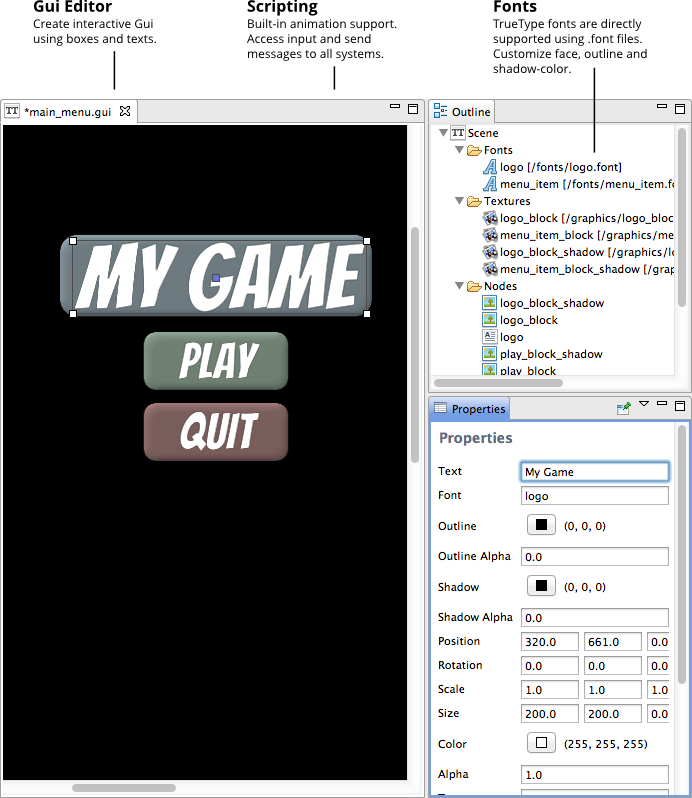 Gui Editor
Create interactive Gui
using boxes and texts.
Scripting
Built-in animation support.
Access input and send
messages to all systems.
Fonts
TrueType fonts are directly
supported using .font files.
Customize face, outline and
shadow-color.
TT *main_menu.gui
MY GAME
PLAY
QUIT
Outline
TT Scene
Fonts
logo [/fonts/logo.font]
menu_item [/fonts/menu_item.fo
Textures
logo_block [/graphics/logo_bloc
menu_item_block [/graphics/me
logo_block_shadow [/graphics/lo
menu_item_block_shadow [/grap
Nodes
logo_block_shadow
logo_block
logo
play_block_shadow
play_block
Properties
Properties
Text My Game
Font logo
Outline (0, 0, 0)
Outline Alpha 0.0
Shadow (0, 0, 0)
Shadow Alpha 0.0
Position 320.0 661.0 0.0
Rotation 0.0 0.0 0.0
Scale 1.0 1.0 1.0
Size 200.0 200.0 0.0
Color (255, 255, 255)
Alpha 1.0